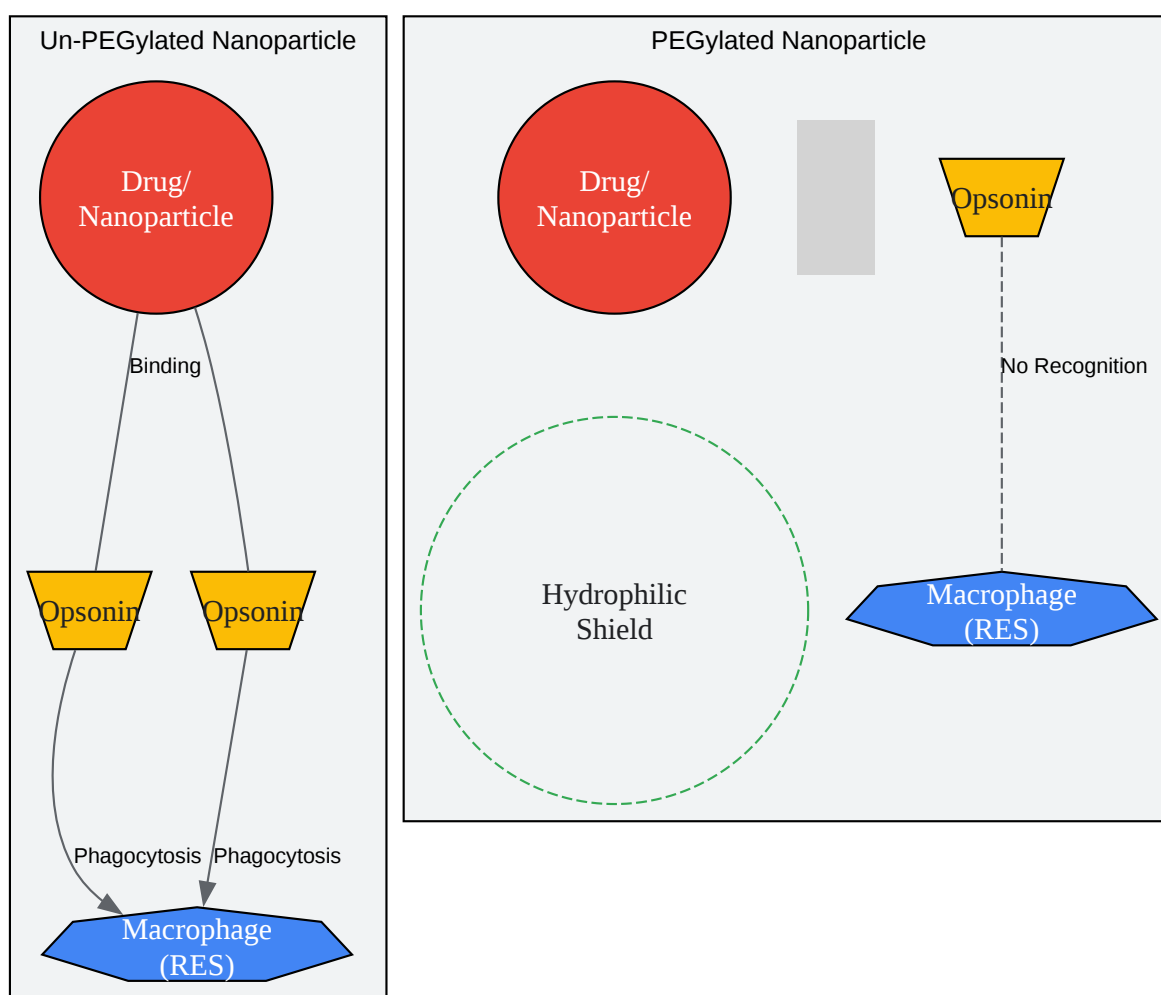 Un-PEGylated Nanoparticle
Drug/
Nanoparticle
Binding
Opsonin
Opsonin
Phagocytosis
Phagocytosis
Macrophage
(RES)
PEGylated Nanoparticle
Drug/
Nanoparticle
Opsonin
No Recognition
Hydrophilic
Shield
Macrophage
(RES)